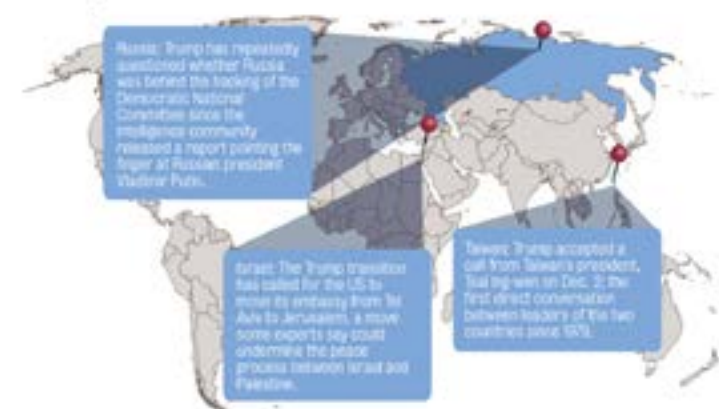 Russia: Trump has repeatedly
questioned whether Russia
was behind the hacking of the
Democratic National
Committee since the
intelligence community
released a report pointing the
finger at Russian president
Vladimir Putin.
Israel: The Trump transition
has called for the US to
move its embassy from Tel
Aviv to Jerusalem, a move
some experts say could
undermine the peace
process between Israel and
Palestine.
Taiwan: Trump accepted a
call from Taiwan's president,
Tsai Ing-wen on Dec. 2; the
first direct conversation
between leaders of the two
countries since 1979.